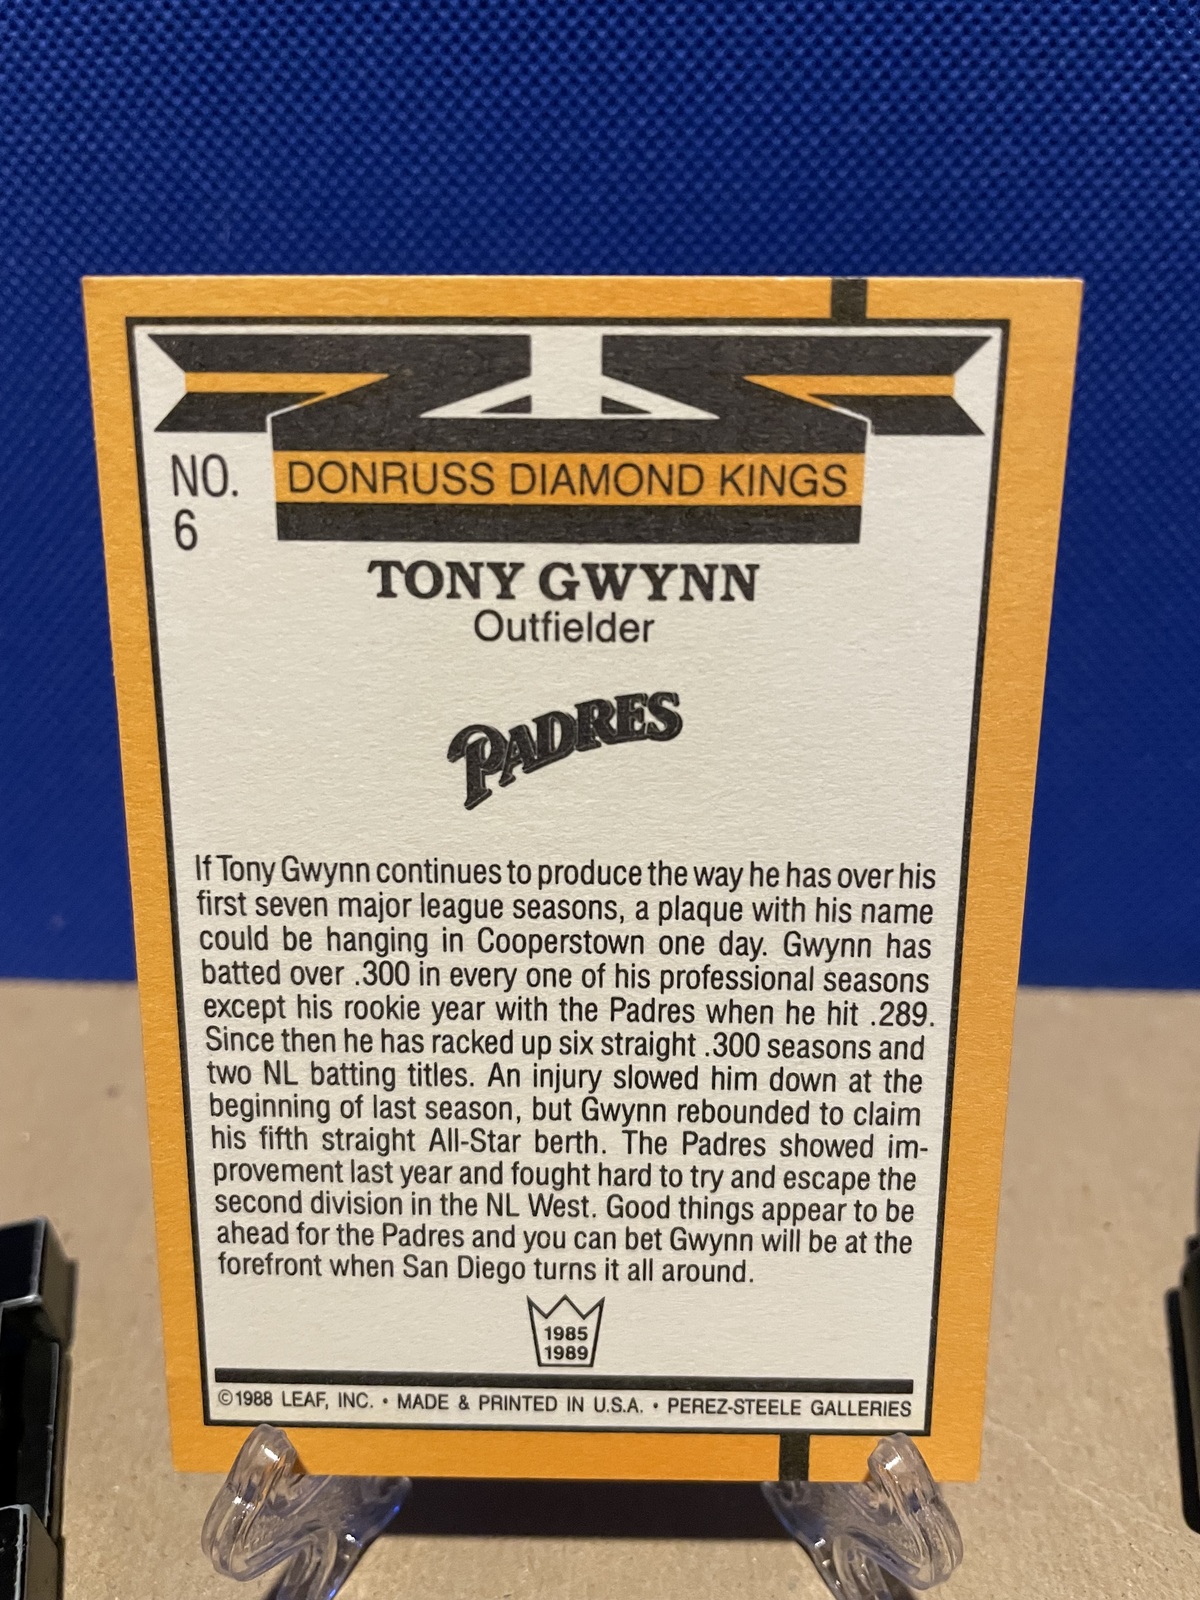 NO.
6
DONRUSS DIAMOND KINGS
TONY GWYNN
Outfielder
PADRES
If Tony Gwynn continues to produce the way he has over his
first seven major league seasons, a plaque with his name
could be hanging in Cooperstown one day. Gwynn has
batted over .300 in every one of his professional seasons
except his rookie year with the Padres when he hit .289.
Since then he has racked up six straight .300 seasons and
two NL batting titles. An injury slowed him down at the
beginning of last season, but Gwynn rebounded to claim
his fifth straight All-Star berth. The Padres showed im-
provement last year and fought hard to try and escape the
second division in the NL West. Good things appear to be
ahead for the Padres and you can bet Gwynn will be at the
forefront when San Diego turns it all around.
1985
1989
©1988 LEAF, INC. • MADE & PRINTED IN U.S.A. • PEREZ-STEELE GALLERIES